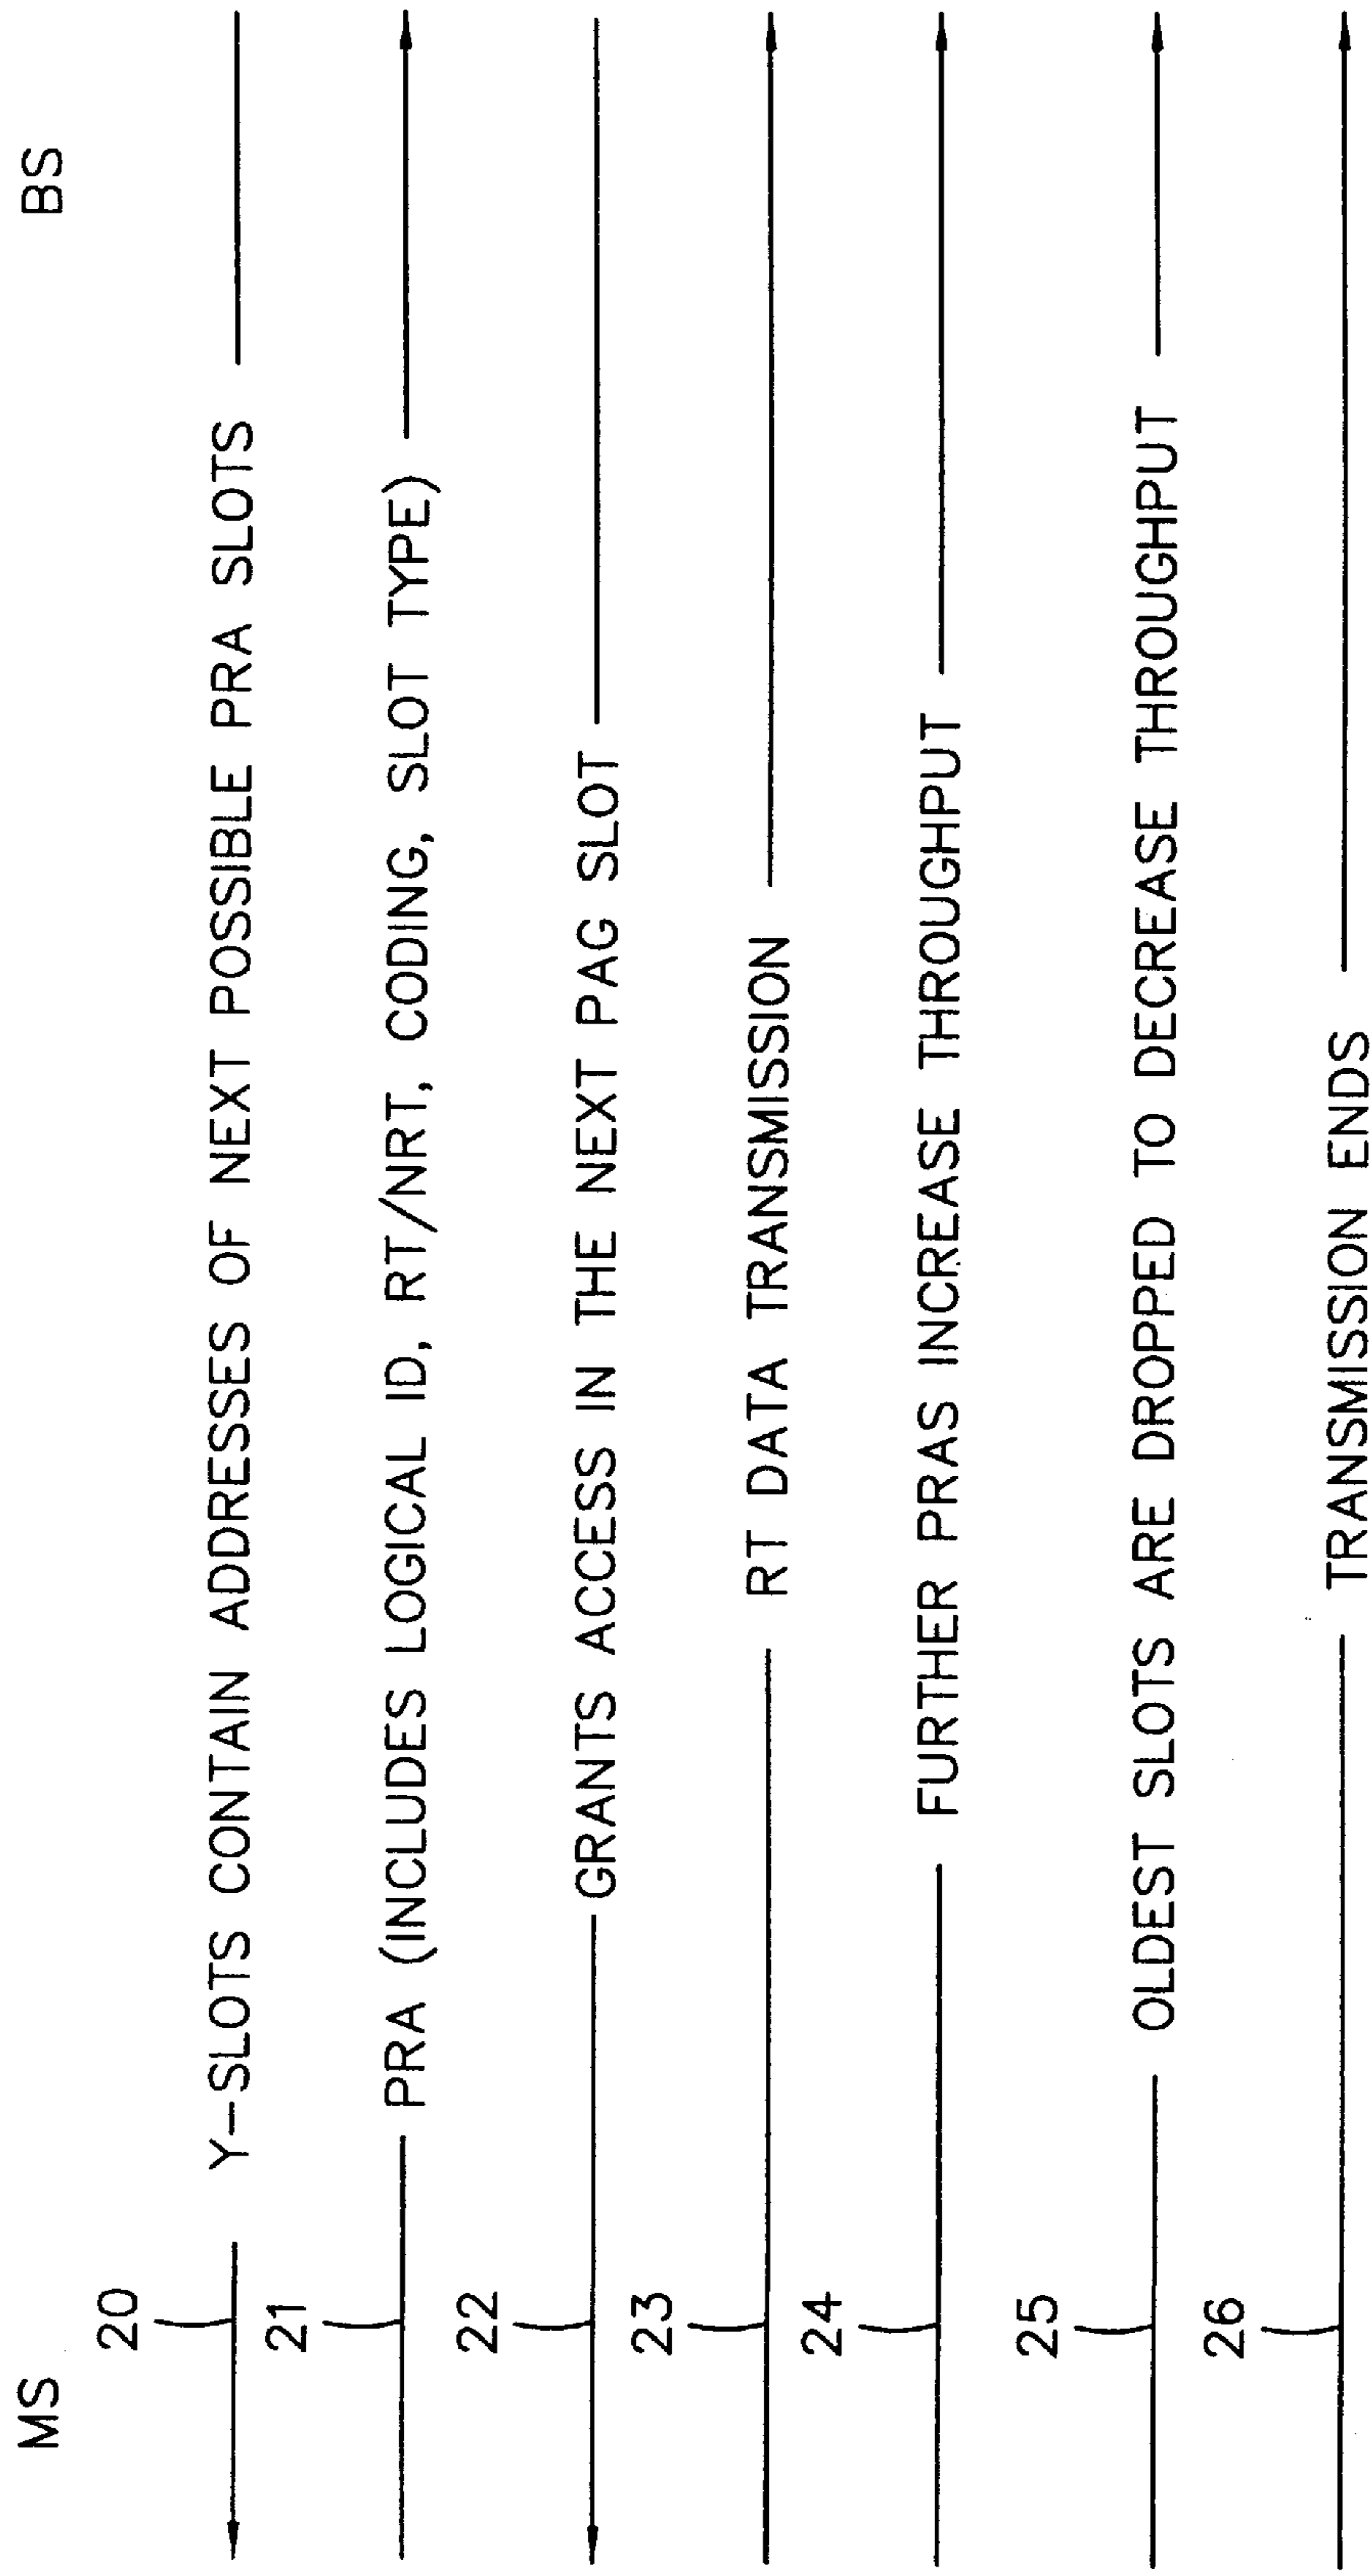 MS BS
20 Y-SLOTS CONTAIN ADDRESSES OF NEXT POSSIBLE PRA SLOTS
21 PRA (INCLUDES LOGICAL ID, RT/NRT, CODING, SLOT TYPE)
22 GRANTS ACCESS IN THE NEXT PAG SLOT
23 RT DATA TRANSMISSION
24 FURTHER PRAS INCREASE THROUGHPUT
25 OLDEST SLOTS ARE DROPPED TO DECREASE THROUGHPUT
26 TRANSMISSION ENDS